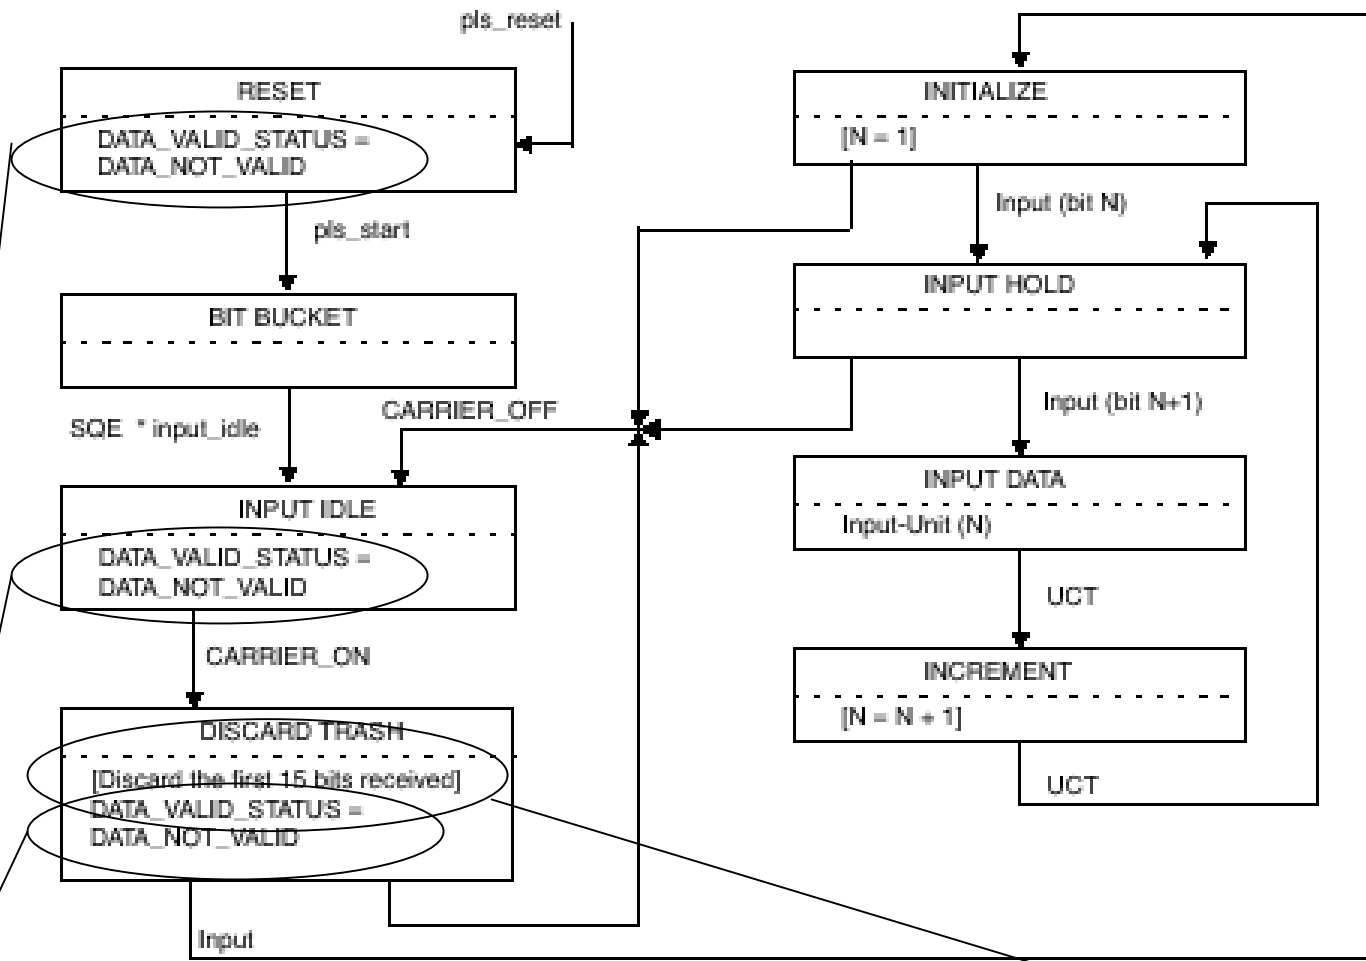 pls_reset
RESET
DATA_VALID_STATUS =
DATA_NOT_VALID
pls_start
BIT BUCKET
SQE * input_idle
CARRIER_OFF
INPUT IDLE
DATA_VALID_STATUS =
DATA_NOT_VALID
CARRIER_ON
DISCARD TRASH
[Discard the first 15 bits received]
DATA_VALID_STATUS =
DATA_NOT_VALID
Input
INITIALIZE
[N = 1]
Input (bit N)
INPUT HOLD
Input (bit N+1)
INPUT DATA
Input-Unit (N)
UCT
INCREMENT
[N = N + 1]
UCT